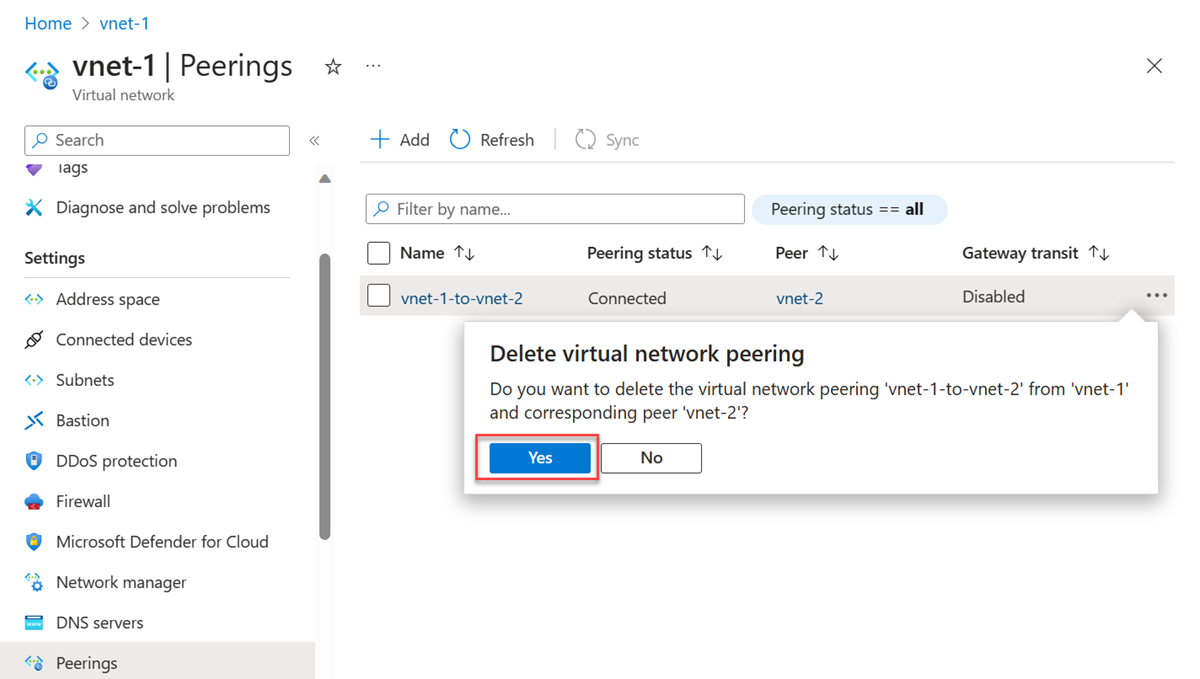 Home > vnet-1
vnet-1 | Peerings
Virtual network
Search
Tags
Diagnose and solve problems
Settings
Address space
Connected devices
Subnets
Bastion
DDoS protection
Firewall
Microsoft Defender for Cloud
Network manager
DNS servers
Peerings
Add Refresh Sync
Filter by name...
Peering status == all
Name Peering status Peer Gateway transit
vnet-1-to-vnet-2 Connected vnet-2 Disabled
Delete virtual network peering
Do you want to delete the virtual network peering 'vnet-1-to-vnet-2' from 'vnet-1'
and corresponding peer 'vnet-2'?
Yes No